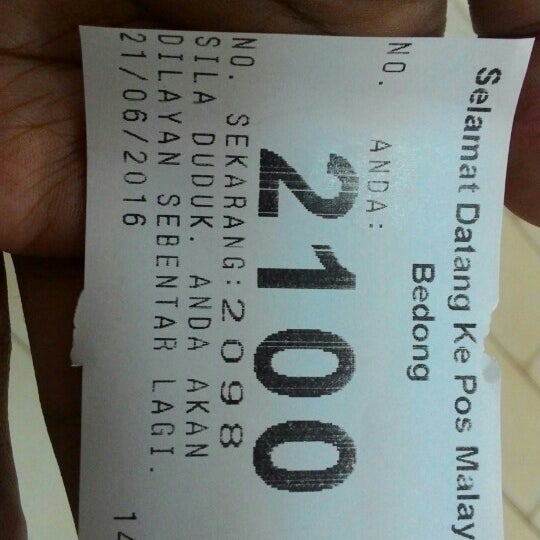 Selamat Datang Ke Pos Malay
Bedong
NO. ANDA:
2100
NO. SEKARANG:2098
SILA DUDUK. ANDA AKAN
DILAYAN SEBENTAR LAGI.
21/06/2016